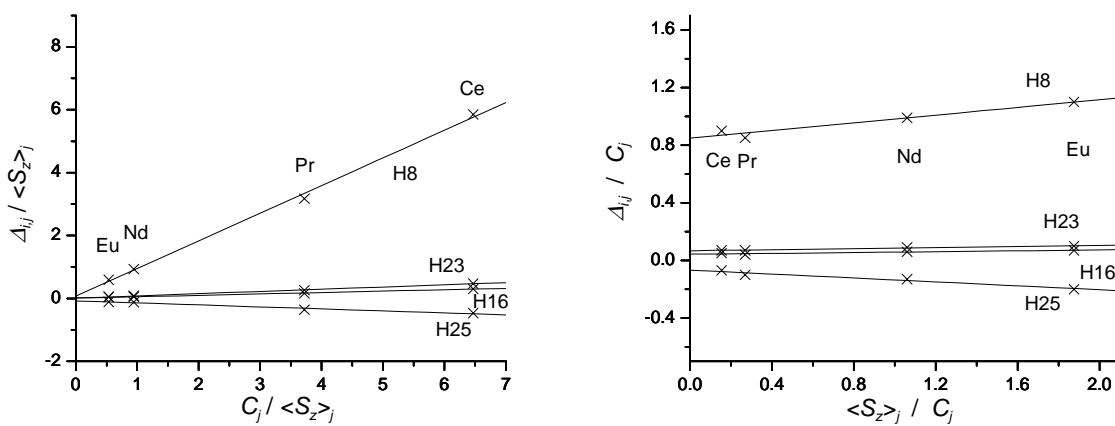 8
6
4
2
0
-2
Δi,j / <Sz>j
Eu
Nd
Pr
Ce
H8
H23
H16
H25
0 1 2 3 4 5 6 7
Cj / <Sz>j
1.6
1.2
0.8
0.4
0.0
-0.4
Δi,j / Cj
H8
Ce Pr
Nd
Eu
H23
H16
H25
0.0 0.4 0.8 1.2 1.6 2.0
<Sz>j / Cj